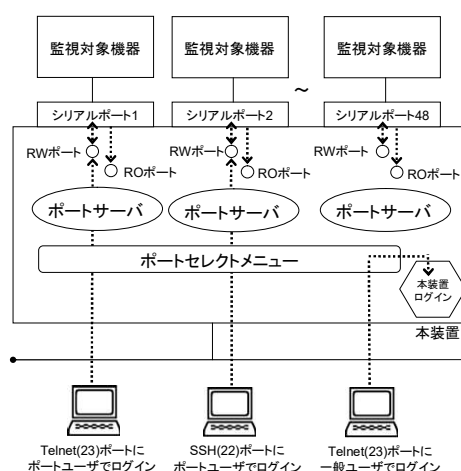 監視対象機器
監視対象機器
監視対象機器
～
シリアルポート1
シリアルポート2
シリアルポート48
RWポート
ROポート
RWポート
ROポート
RWポート
ROポート
ポートサーバ
ポートサーバ
ポートサーバ
ポートセレクトメニュー
本装置
ログイン
本装置
Telnet(23)ポートに
ポートユーザでログイン
SSH(22)ポートに
ポートユーザでログイン
Telnet(23)ポートに
一般ユーザでログイン